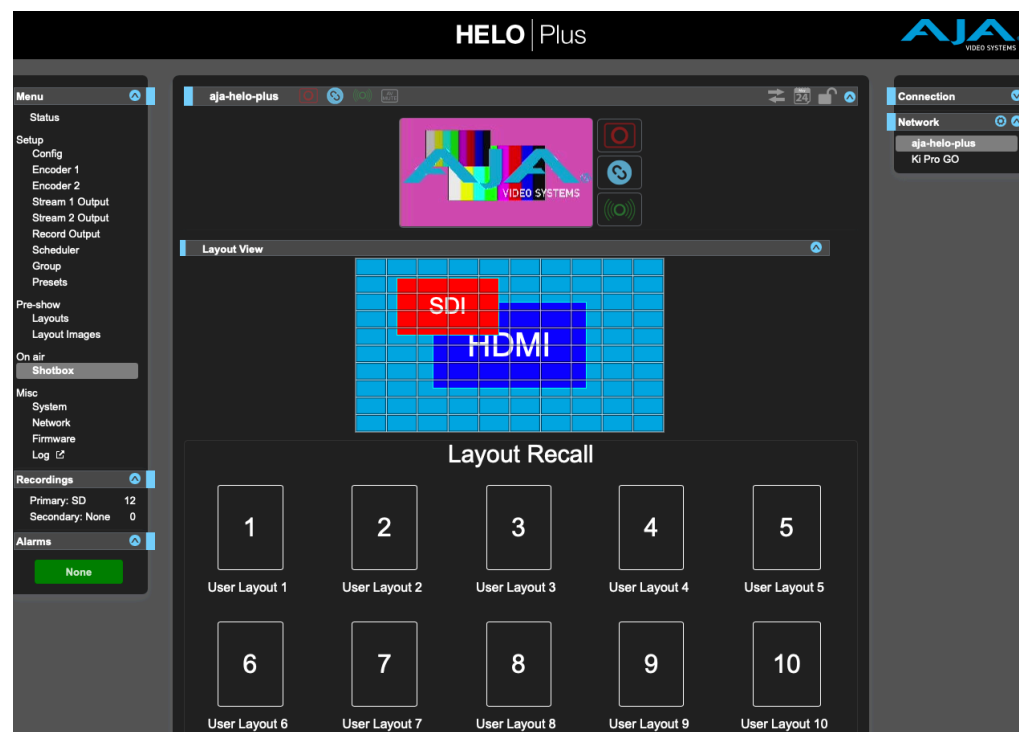 HELO | Plus
AJA
VIDEO SYSTEMS
Menu
Status
Setup
Config
Encoder 1
Encoder 2
Stream 1 Output
Stream 2 Output
Record Output
Scheduler
Group
Presets
Pre-show
Layouts
Layout Images
On air
Shotbox
Misc
System
Network
Firmware
Log
Recordings
Primary: SD 12
Secondary: None 0
Alarms
None
aja-helo-plus
24
AJA
VIDEO SYSTEMS
Layout View
SDI
HDMI
Layout Recall
1 2 3 4 5
User Layout 1 User Layout 2 User Layout 3 User Layout 4 User Layout 5
6 7 8 9 10
User Layout 6 User Layout 7 User Layout 8 User Layout 9 User Layout 10
Connection
Network
aja-helo-plus
Ki Pro GO